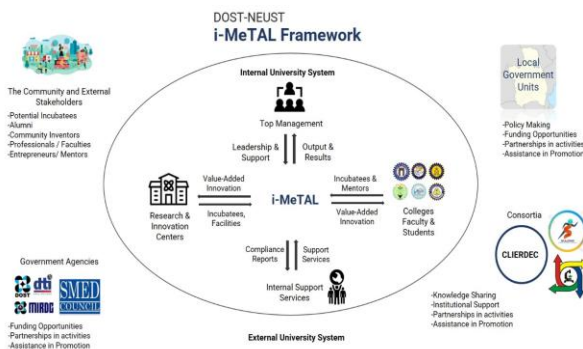 DOST-NEUST
i-MeTAL Framework
The Community and External
Stakeholders
-Potential Incubatees
-Alumni
-Community Inventors
-Professionals / Faculties
-Entrepreneurs/ Mentors
Internal University System
Top Management
Leadership
& Support
Output &
Results
Local
Government
Units
-Policy Making
-Funding Opportunities
-Partnerships in activities
-Assistance in Promotion
Value-Added
Innovation
Research &
Innovation
Centers
Incubatees,
Facilities
i-MeTAL
Incubatees &
Mentors
Value-Added
Innovation
Colleges
Faculty &
Students
Compliance
Reports
Support
Services
Internal Support
Services
Government Agencies
DOST
dti
MIRDC
SMED
COUNCIL
-Funding Opportunities
-Partnerships in activities
-Assistance in Promotion
Consortia
CLIERDEC
-Knowledge Sharing
-Institutional Support
-Partnerships in activities
-Assistance in Promotion
External University System